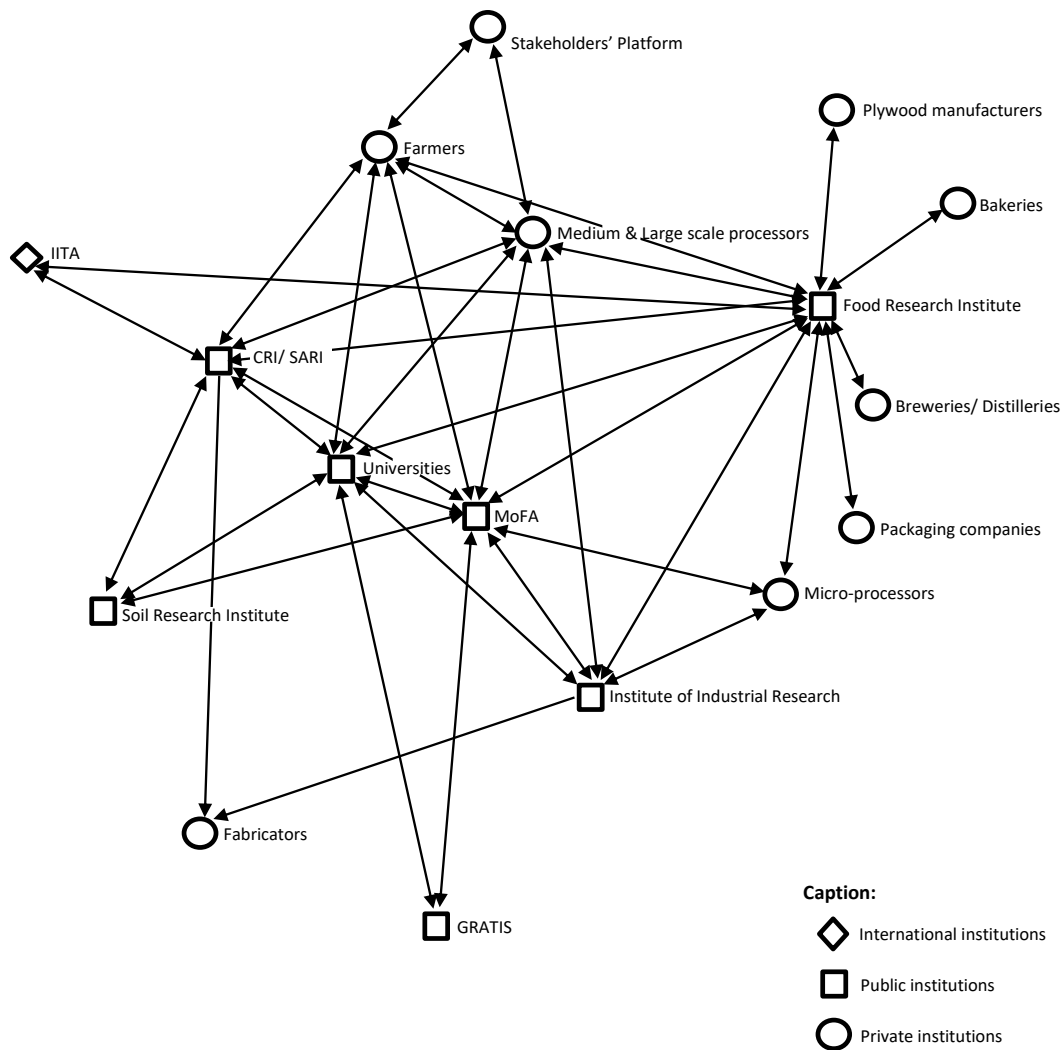 Stakeholders’ Platform
Plywood manufacturers
Farmers
Bakeries
Medium & Large scale processors
IITA
Food Research Institute
CRI/ SARI
Breweries/ Distilleries
Universities
MoFA
Packaging companies
Micro-processors
Soil Research Institute
Institute of Industrial Research
Fabricators
GRATIS
Caption:
International institutions
Public institutions
Private institutions